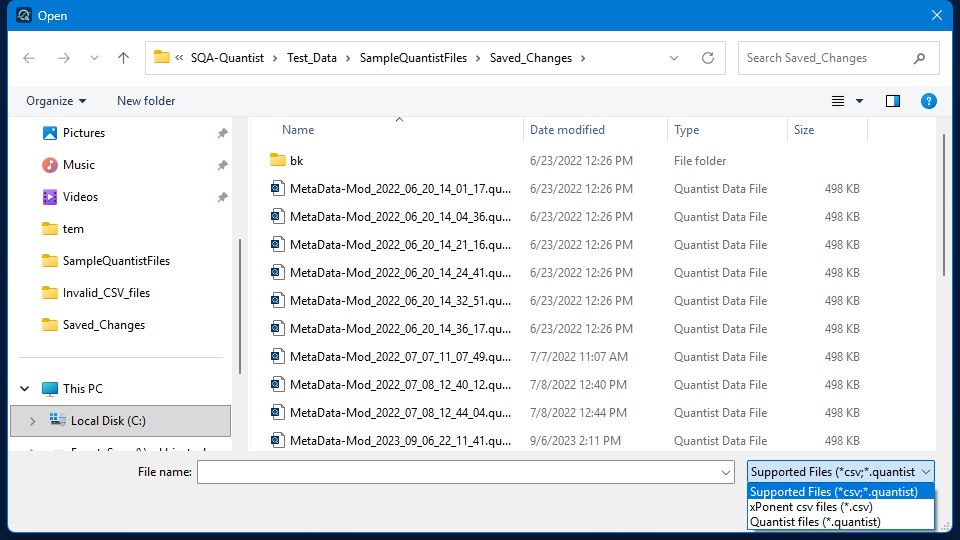 Open
« SQA-Quantist > Test_Data > SampleQuantistFiles > Saved_Changes >
Search Saved_Changes
Organize
New folder
Pictures
Music
Videos
tem
SampleQuantistFiles
Invalid_CSV_files
Saved_Changes
This PC
Local Disk (C:)
Name Date modified Type Size
bk 6/23/2022 12:26 PM File folder
MetaData-Mod_2022_06_20_14_01_17.qu... 6/23/2022 12:26 PM Quantist Data File 498 KB
MetaData-Mod_2022_06_20_14_04_36.qu... 6/23/2022 12:26 PM Quantist Data File 498 KB
MetaData-Mod_2022_06_20_14_21_16.qu... 6/23/2022 12:26 PM Quantist Data File 498 KB
MetaData-Mod_2022_06_20_14_24_41.qu... 6/23/2022 12:26 PM Quantist Data File 498 KB
MetaData-Mod_2022_06_20_14_32_51.qu... 6/23/2022 12:26 PM Quantist Data File 498 KB
MetaData-Mod_2022_06_20_14_36_17.qu... 6/23/2022 12:26 PM Quantist Data File 498 KB
MetaData-Mod_2022_07_07_11_07_49.qu... 7/7/2022 11:07 AM Quantist Data File 498 KB
MetaData-Mod_2022_07_08_12_40_12.qu... 7/8/2022 12:40 PM Quantist Data File 498 KB
MetaData-Mod_2022_07_08_12_44_04.qu... 7/8/2022 12:44 PM Quantist Data File 498 KB
MetaData-Mod_2023_09_06_22_11_41.qu... 9/6/2023 2:11 PM Quantist Data File 498 KB
File name:
Supported Files (*csv;*.quantist
Supported Files (*csv;*.quantist)
xPonent csv files (*.csv)
Quantist files (*.quantist)